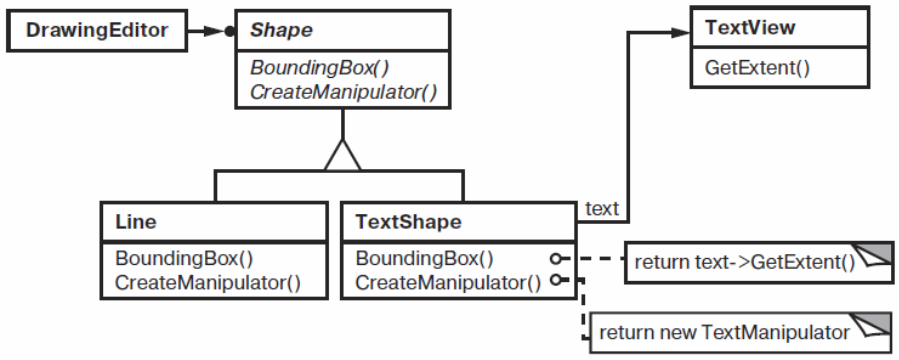 DrawingEditor
Shape
BoundingBox()
CreateManipulator()
TextView
GetExtent()
Line
BoundingBox()
CreateManipulator()
TextShape
BoundingBox()
CreateManipulator()
text
return text->GetExtent()
return new TextManipulator